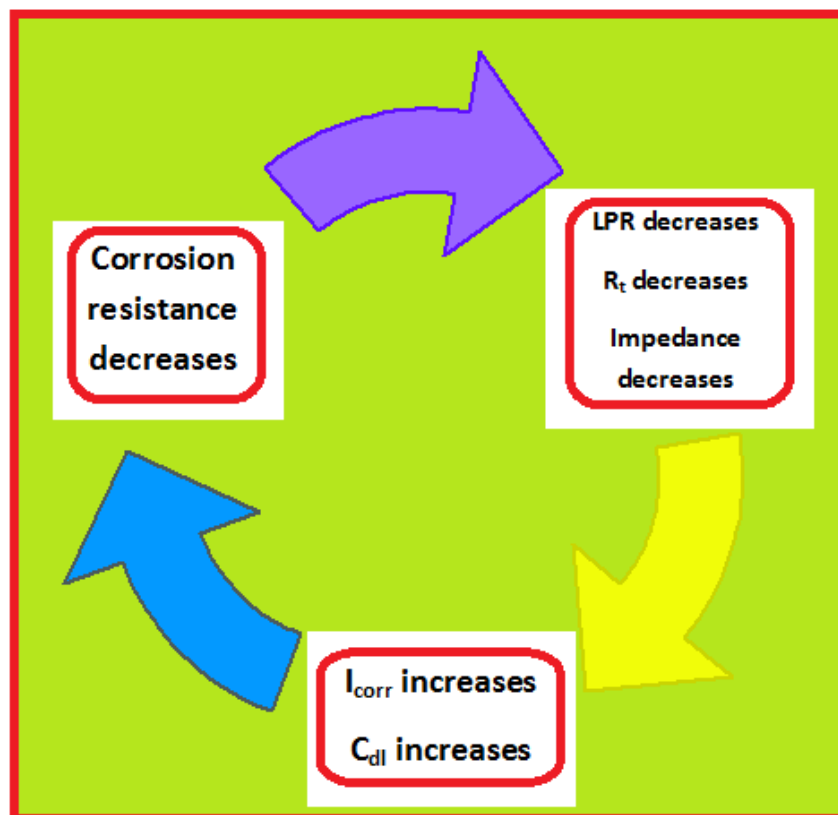 Corrosion
resistance
decreases
LPR decreases
Rt decreases
Impedance
decreases
Icorr increases
Cdl increases